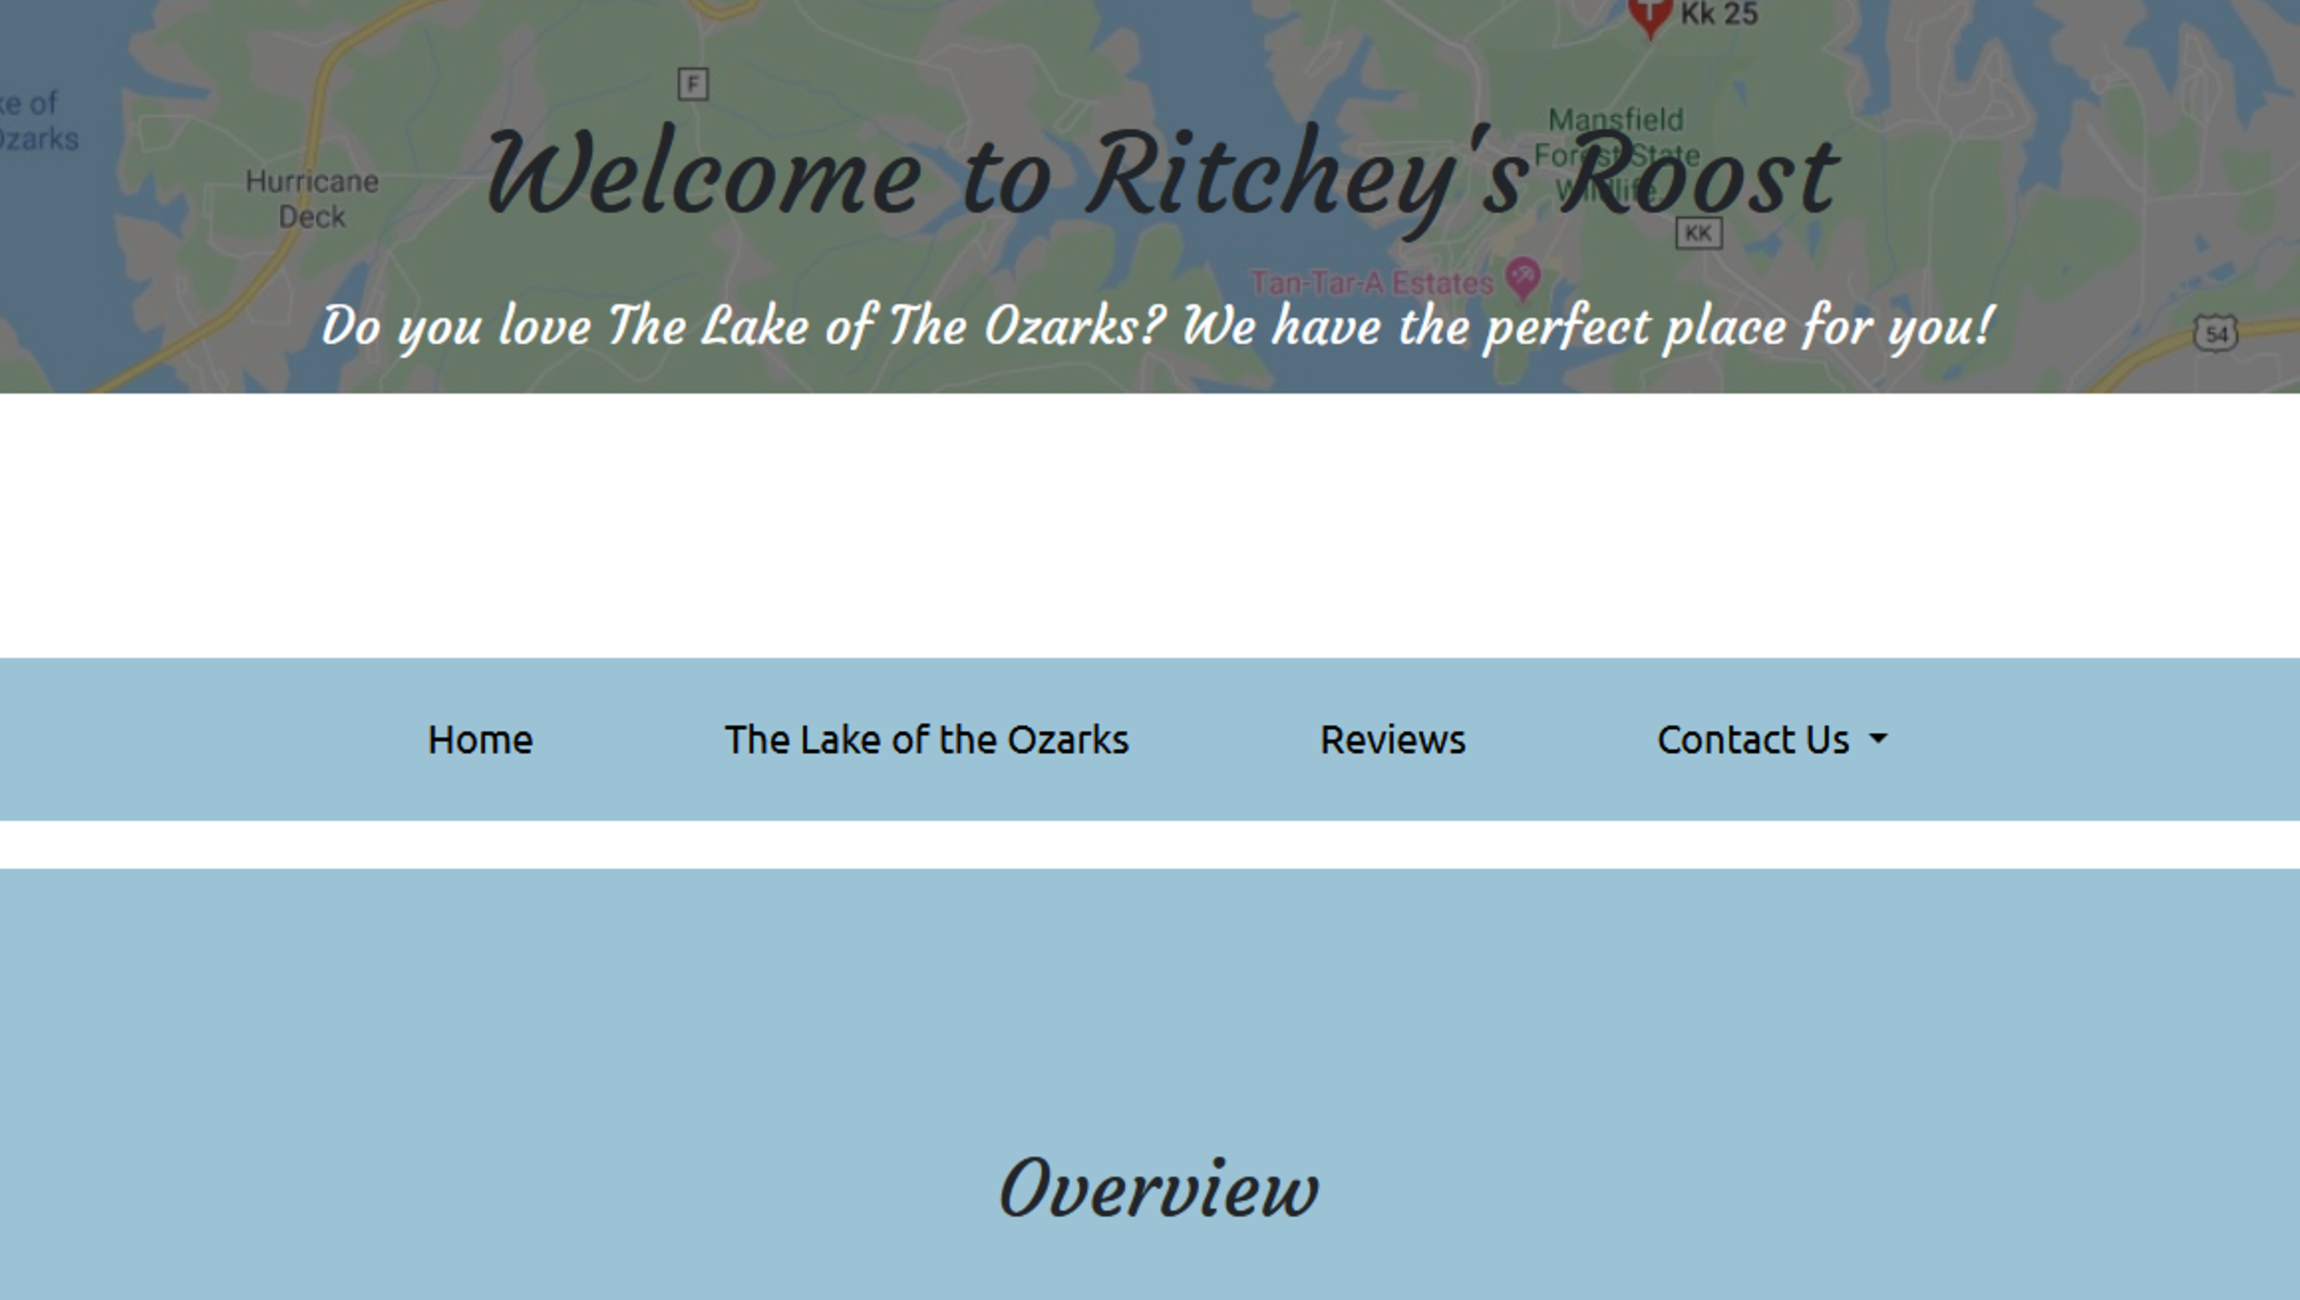 Kk 25
F
ke of
Ozarks
Mansfield
Forest State
Wildlife
Hurricane
Deck
Welcome to Ritchey's Roost
KK
Tan-Tar-A Estates
Do you love The Lake of The Ozarks? We have the perfect place for you!
54
Home
The Lake of the Ozarks
Reviews
Contact Us
Overview